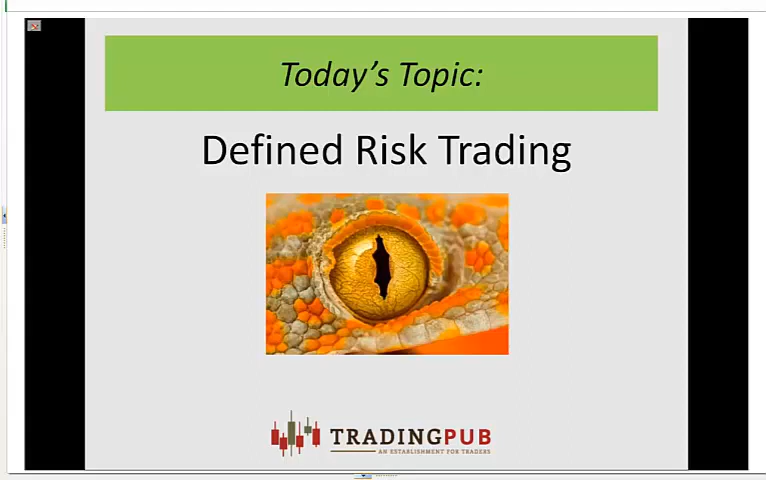 Today's Topic:
Defined Risk Trading
TRADINGPUB
AN ESTABLISHMENT FOR TRADERS